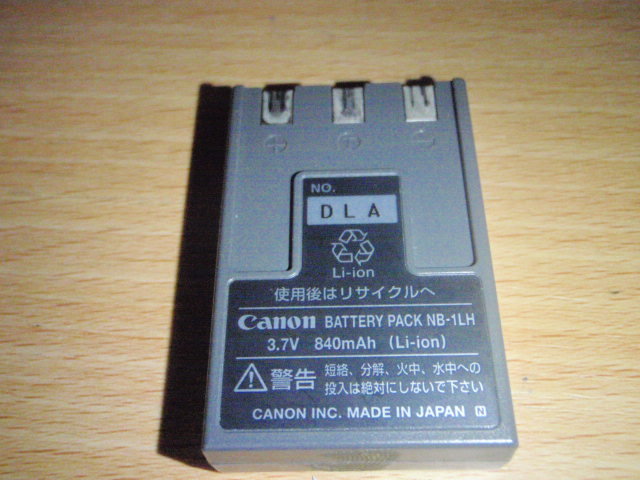 NO.
DLA
Li-ion
使用後はリサイクルへ
Canon BATTERY PACK NB-1LH
3.7V 840mAh (Li-ion)
警告 短絡、分解、火中、水中への
投入は絶対にしないで下さい
CANON INC. MADE IN JAPAN N